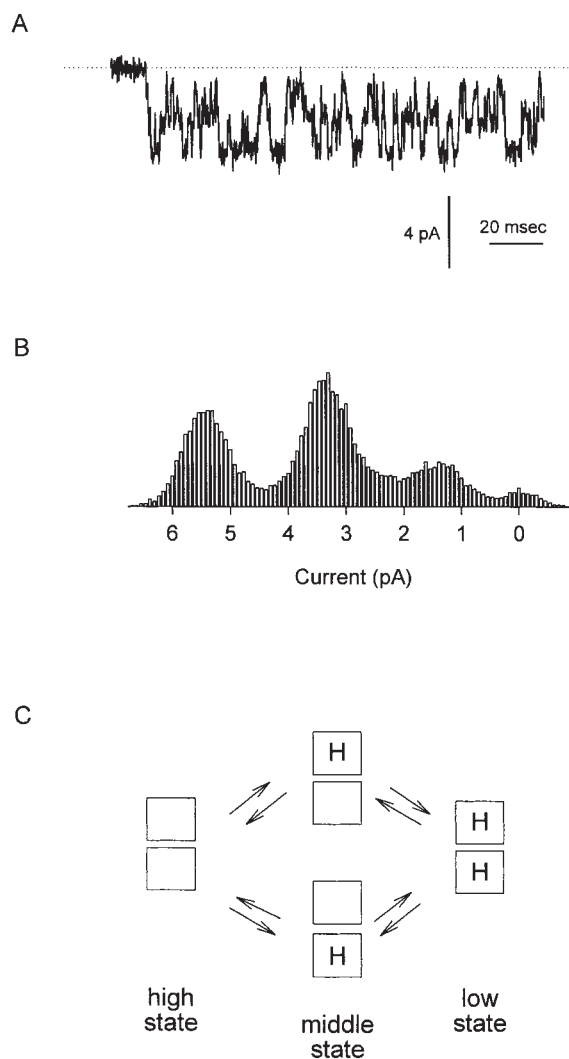 A
4 pA
20 msec
B
6 5 4 3 2 1 0
Current (pA)
C
H
H
H
H
high
state
middle
state
low
state